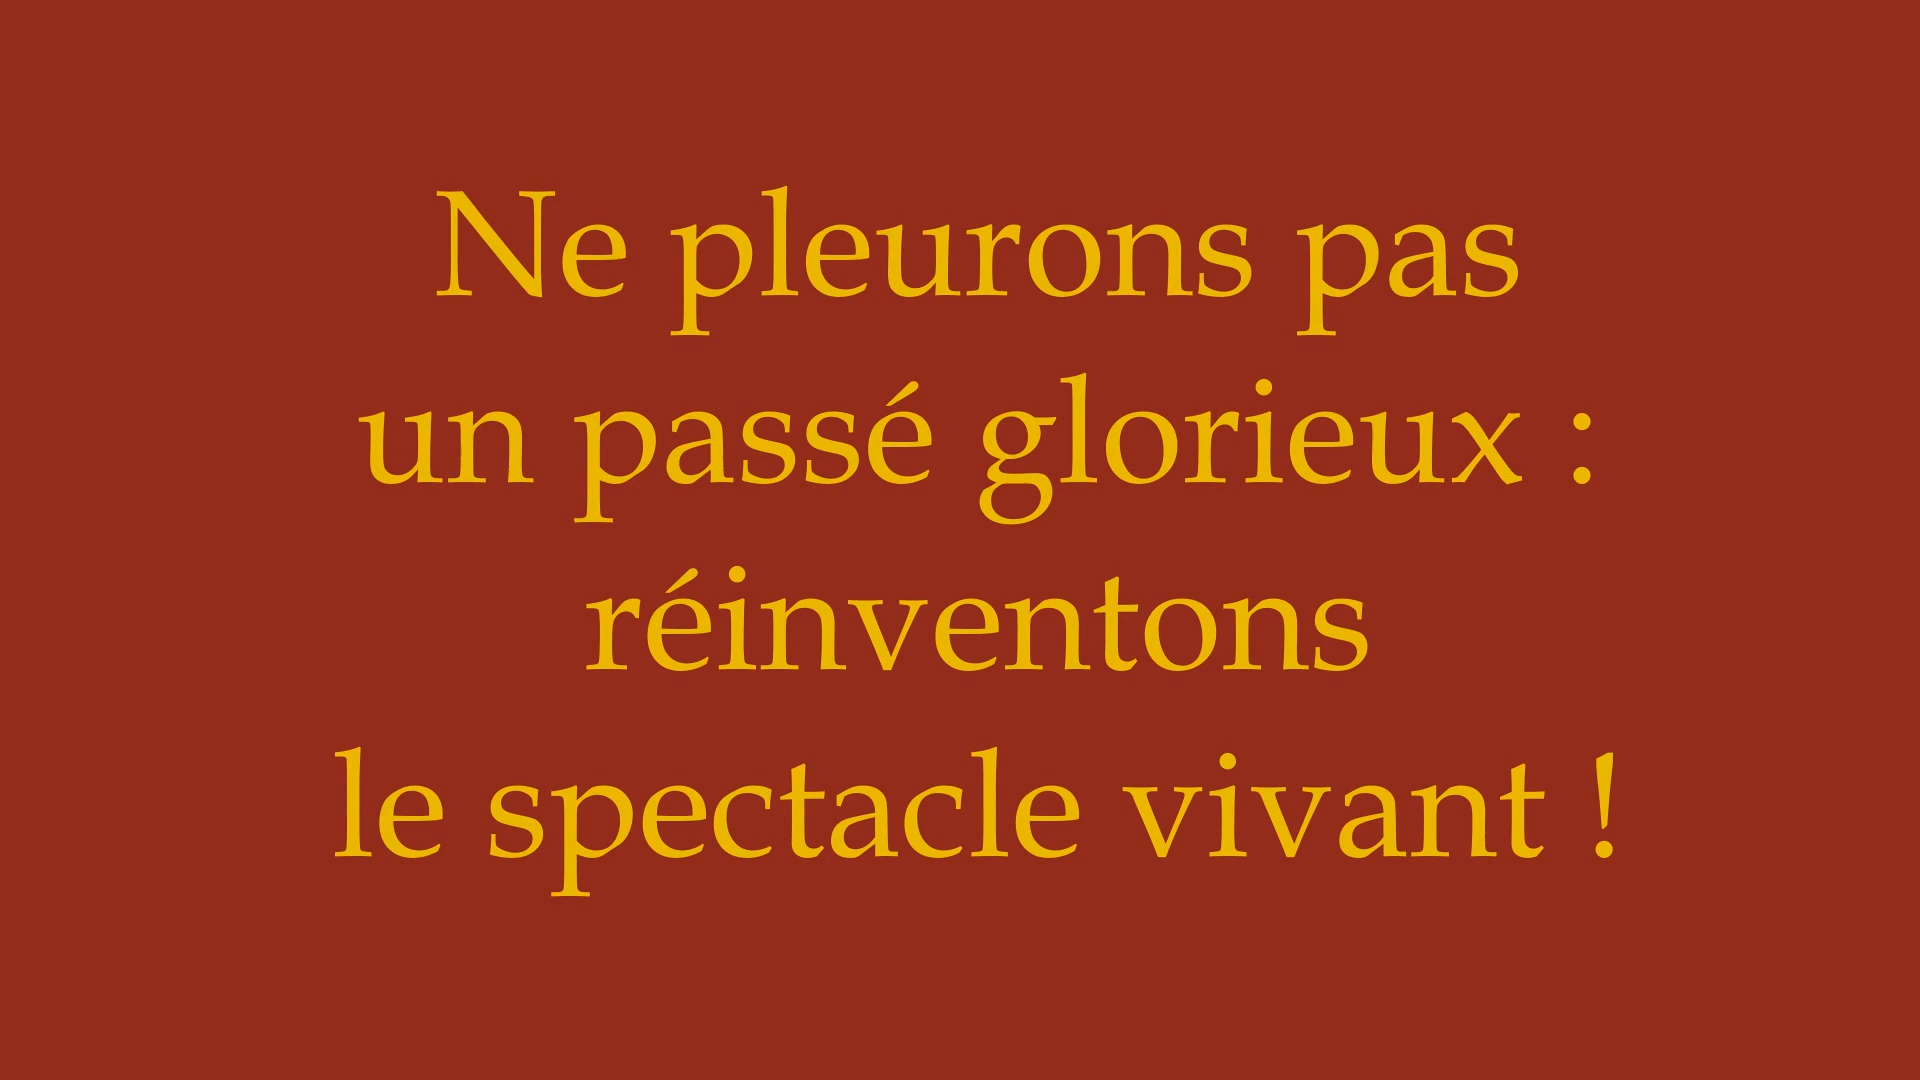 Ne pleurons pas
un passé glorieux :
réinventons
le spectacle vivant !